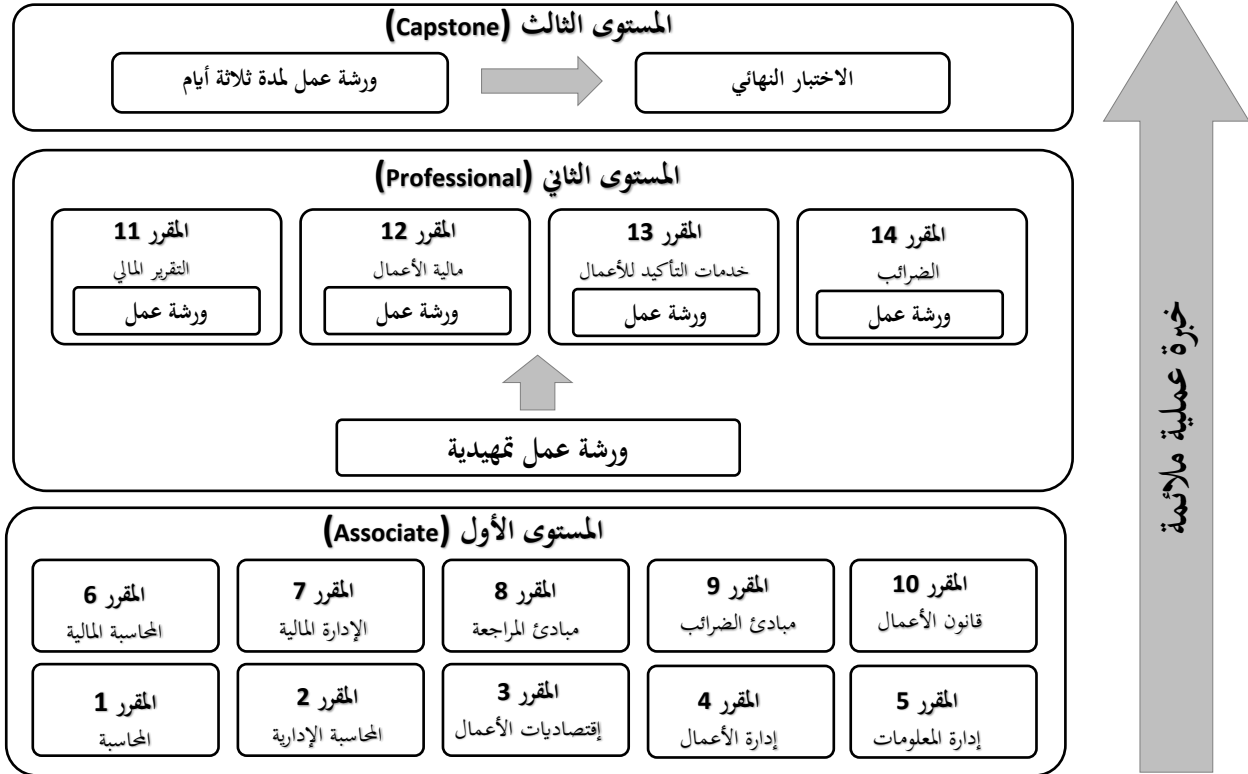 المستوى الثالث (Capstone)
ورشة عمل لمدة ثلاثة أيام
الاختبار النهائي
المستوى الثاني (Professional)
المقرر 11
التقرير المالي
ورشة عمل
المقرر 12
مالية الأعمال
ورشة عمل
المقرر 13
خدمات التأكيد للأعمال
ورشة عمل
المقرر 14
الضرائب
ورشة عمل
ورشة عمل تمهيدية
المستوى الأول (Associate)
المقرر 6
المحاسبة المالية
المقرر 7
الإدارة المالية
المقرر 8
مبادئ المراجعة
المقرر 9
مبادئ الضرائب
المقرر 10
قانون الأعمال
المقرر 1
المحاسبة
المقرر 2
المحاسبة الإدارية
المقرر 3
إقتصاديات الأعمال
المقرر 4
إدارة الأعمال
المقرر 5
إدارة المعلومات
خبرة عملية ملائمة